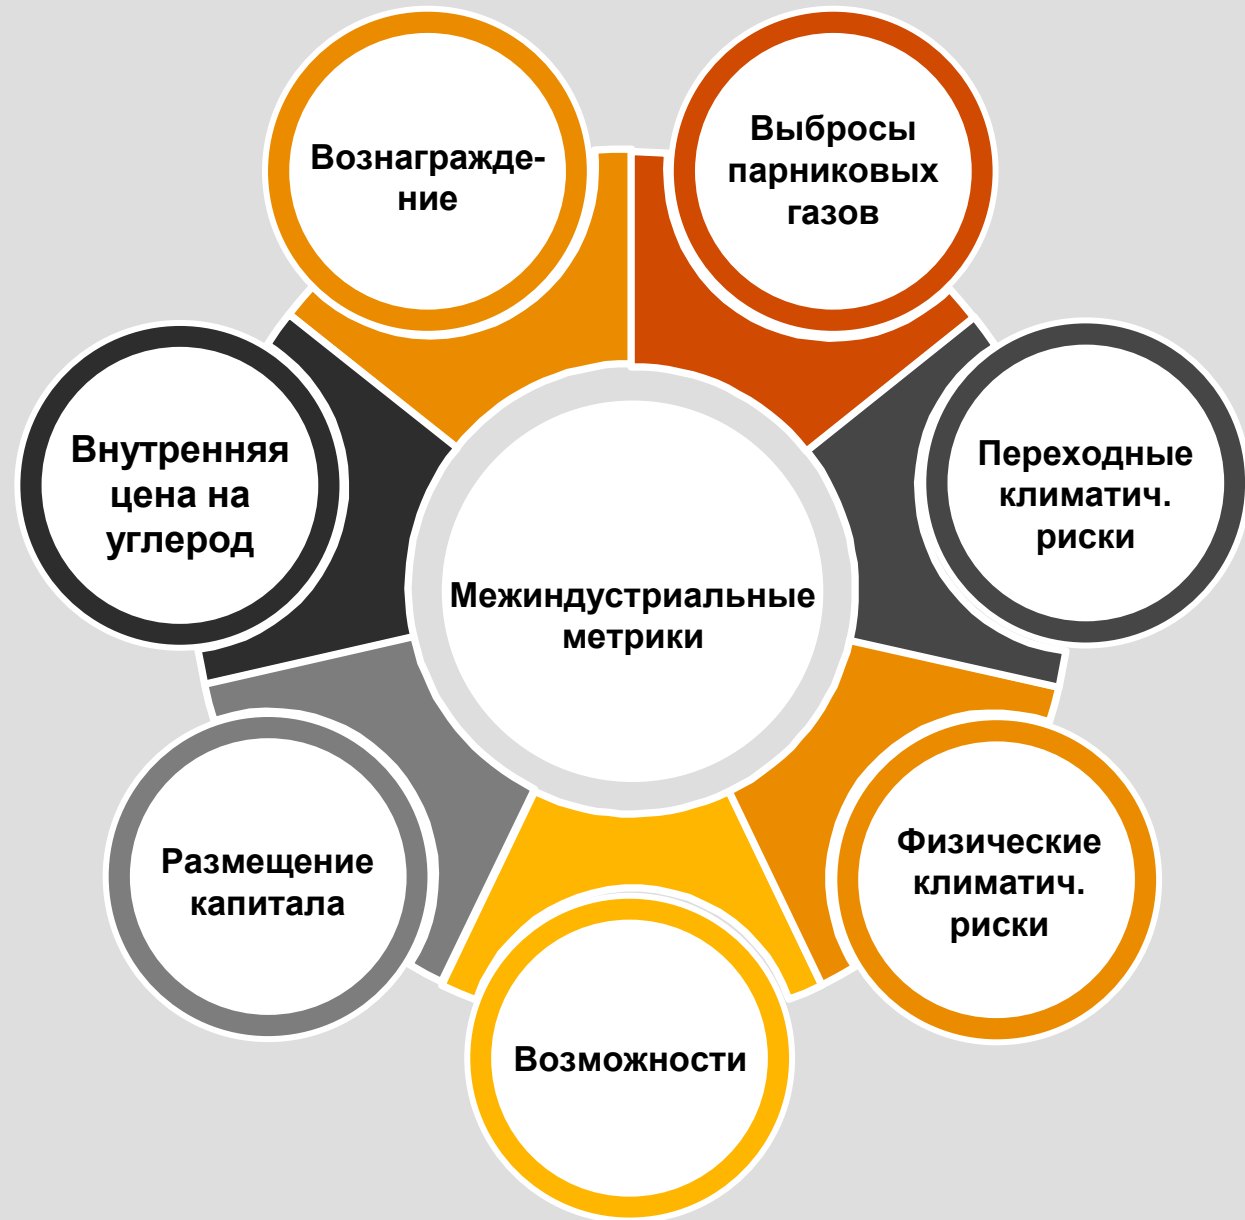 Вознагражде-
ние
Выбросы
парниковых
газов
Внутренняя
цена на
углерод
Переходные
климатич.
риски
Межиндустриальные
метрики
Размещение
капитала
Физические
климатич.
риски
Возможности